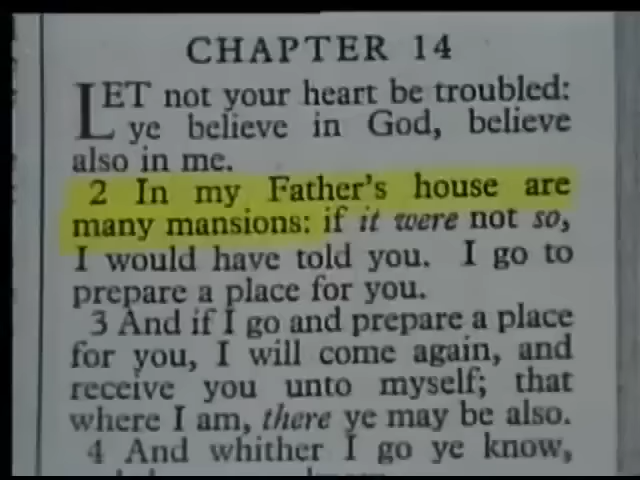 CHAPTER 14
LET not your heart be troubled:
ye believe in God, believe
also in me.
2 In my Father's house are
many mansions: if it were not so,
I would have told you. I go to
prepare a place for you.
3 And if I go and prepare a place
for you, I will come again, and
receive you unto myself; that
where I am, there ye may be also.
4 And whither I go ye know,